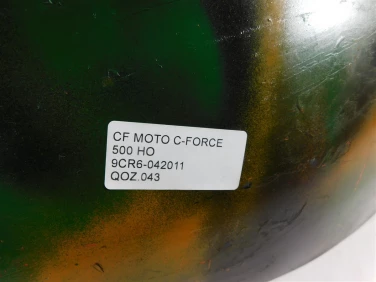 CF MOTO C-FORCE
500 HO
9CR6-042011
QOZ.043